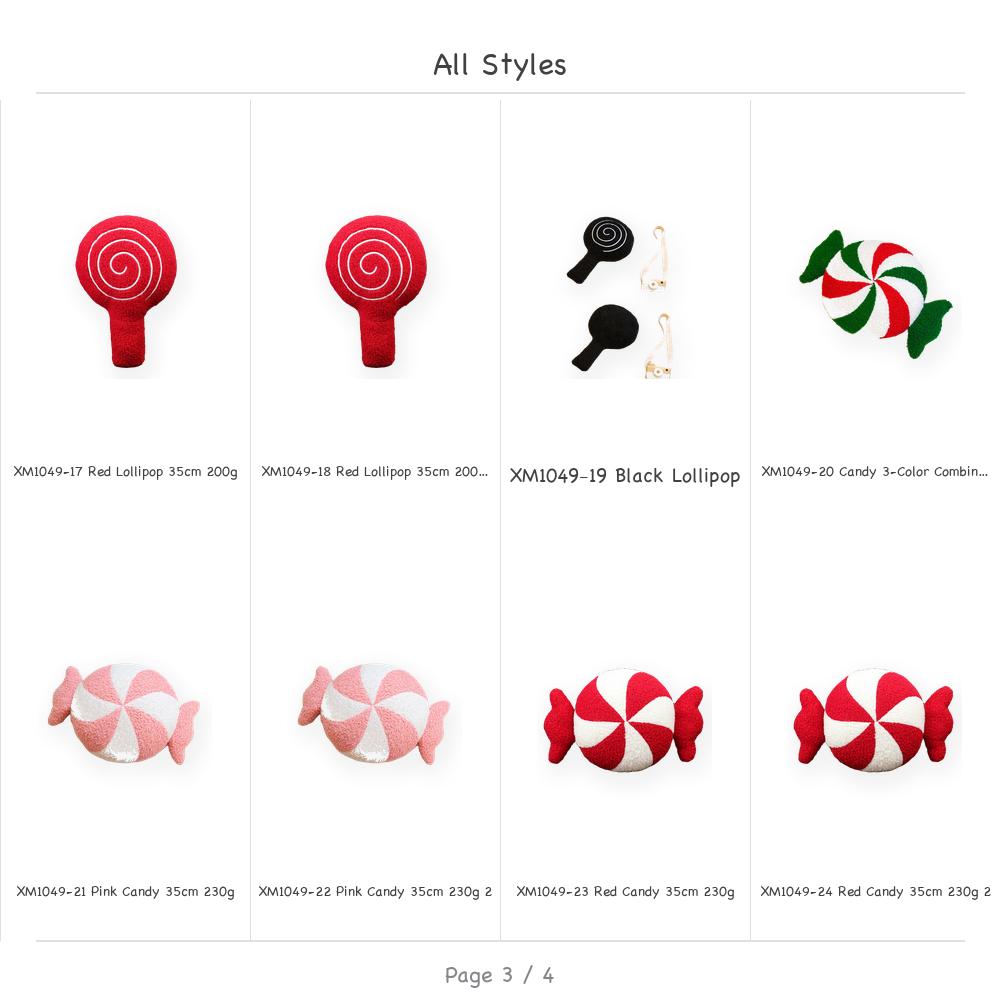 All Styles
XM1049-17 Red Lollipop 35cm 200g
XM1049-18 Red Lollipop 35cm 200...
XM1049-19 Black Lollipop
XM1049-20 Candy 3-Color Combin...
XM1049-21 Pink Candy 35cm 230g
XM1049-22 Pink Candy 35cm 230g 2
XM1049-23 Red Candy 35cm 230g
XM1049-24 Red Candy 35cm 230g 2
Page 3 / 4